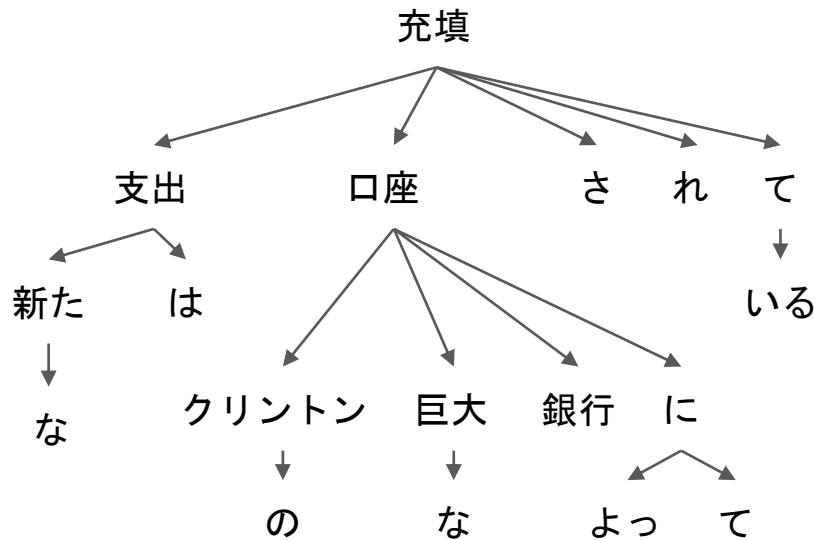 充填
支出 口座 さ れ て
新た は いる
クリントン 巨大 銀行 に
な
の な よっ て